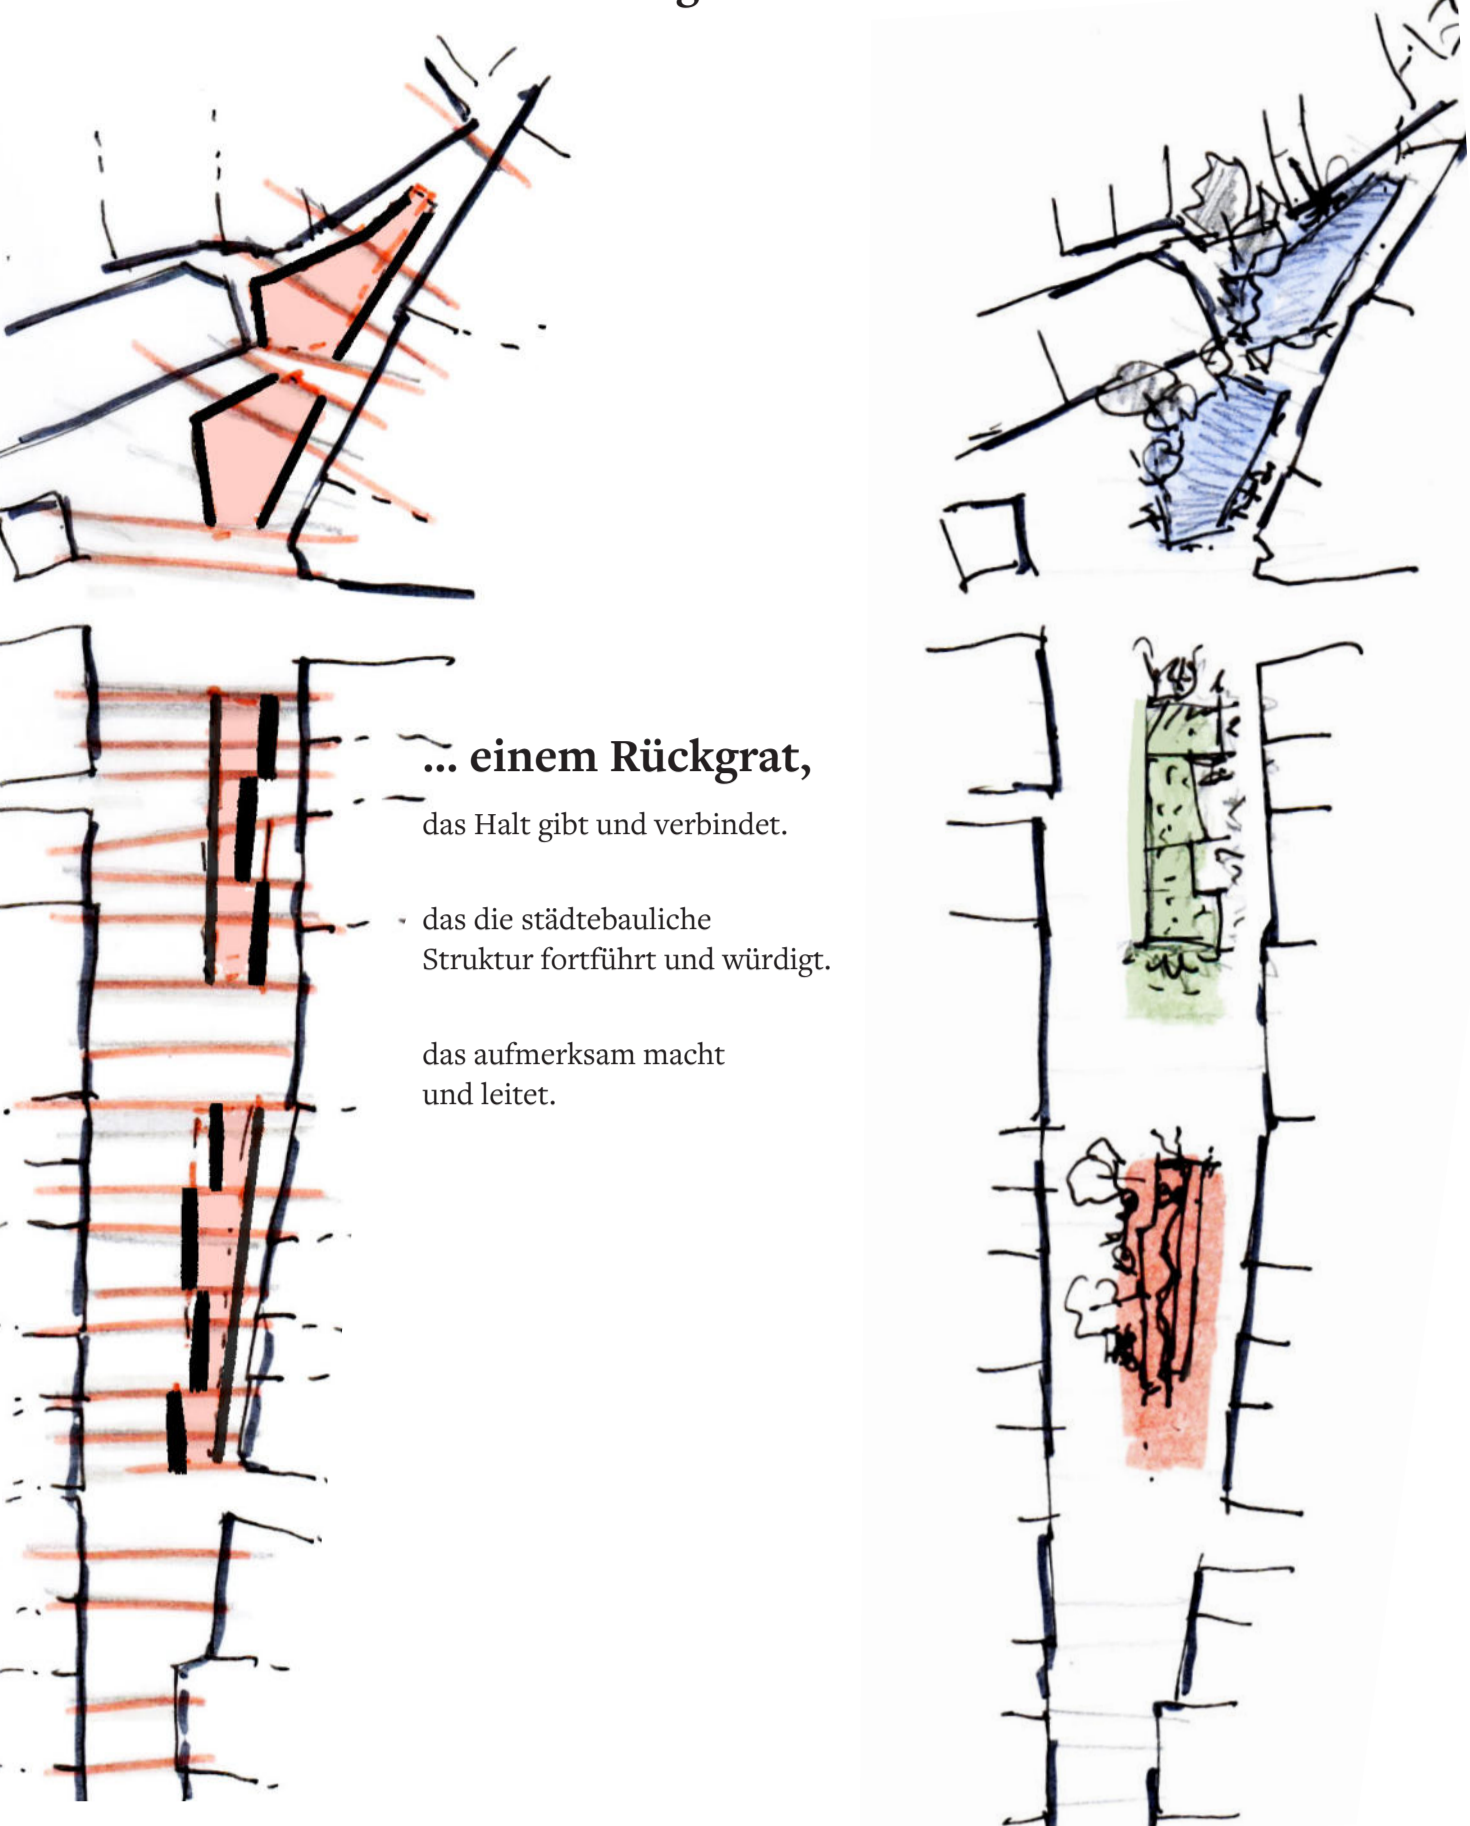 ... einem Rückgrat,
das Halt gibt und verbindet.
das die städtebauliche
Struktur fortführt und würdigt.
das aufmerksam macht
und leitet.